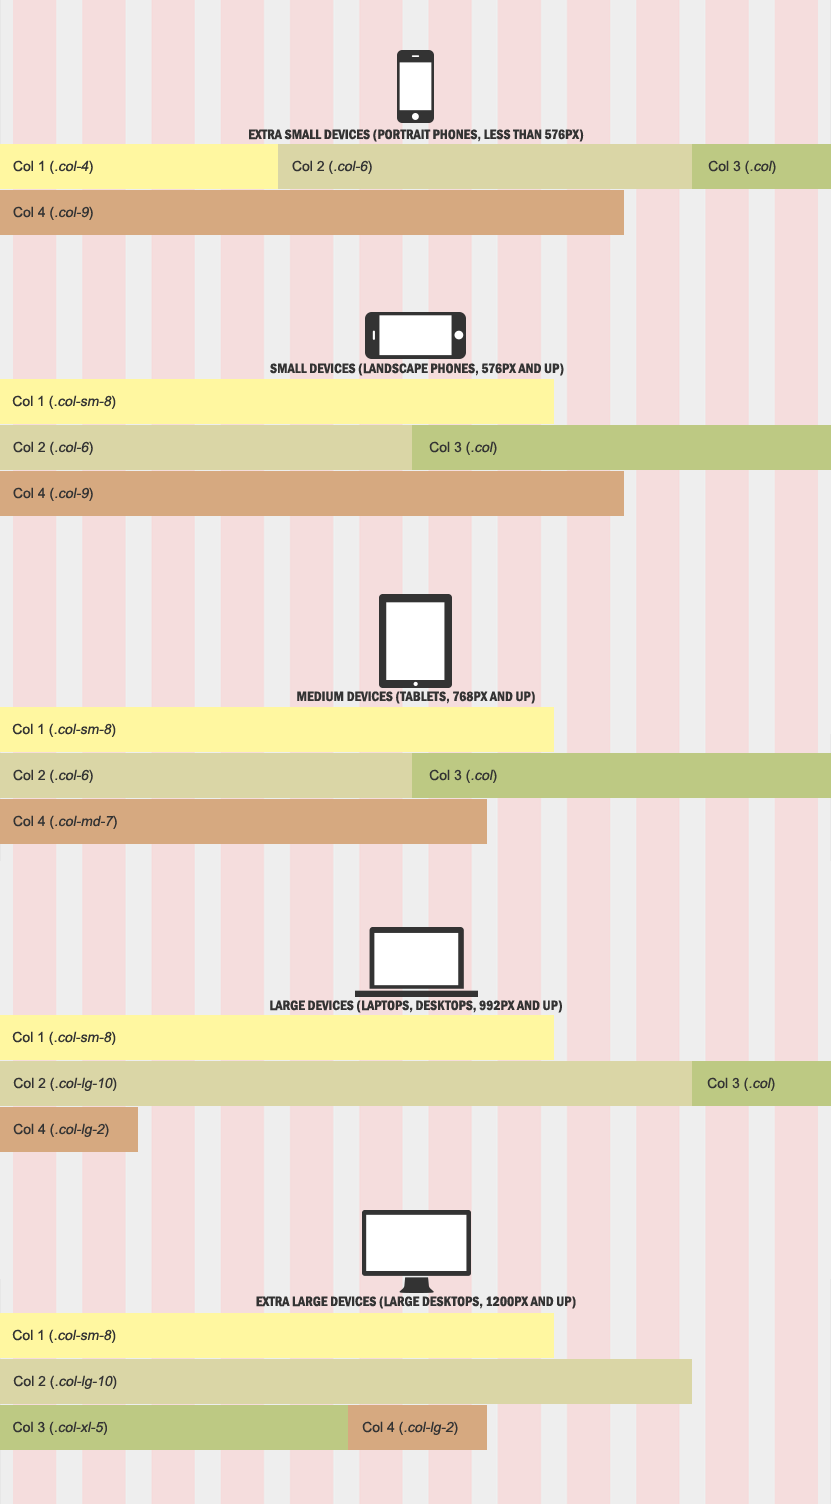 EXTRA SMALL DEVICES (PORTRAIT PHONES, LESS THAN 576PX)
Col 1 (.col-4) Col 2 (.col-6) Col 3 (.col)
Col 4 (.col-9)
SMALL DEVICES (LANDSCAPE PHONES, 576PX AND UP)
Col 1 (.col-sm-8)
Col 2 (.col-6) Col 3 (.col)
Col 4 (.col-9)
MEDIUM DEVICES (TABLETS, 768PX AND UP)
Col 1 (.col-sm-8)
Col 2 (.col-6) Col 3 (.col)
Col 4 (.col-md-7)
LARGE DEVICES (LAPTOPS, DESKTOPS, 992PX AND UP)
Col 1 (.col-sm-8)
Col 2 (.col-lg-10) Col 3 (.col)
Col 4 (.col-lg-2)
EXTRA LARGE DEVICES (LARGE DESKTOPS, 1200PX AND UP)
Col 1 (.col-sm-8)
Col 2 (.col-lg-10)
Col 3 (.col-xl-5) Col 4 (.col-lg-2)